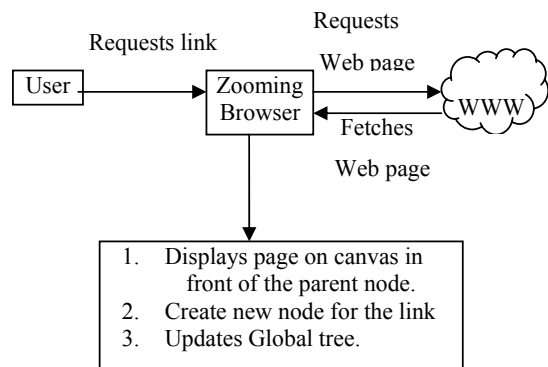 Requests link
User
Zooming
Browser
Requests
Web page
WWW
Fetches
Web page
1. Displays page on canvas in
front of the parent node.
2. Create new node for the link
3. Updates Global tree.